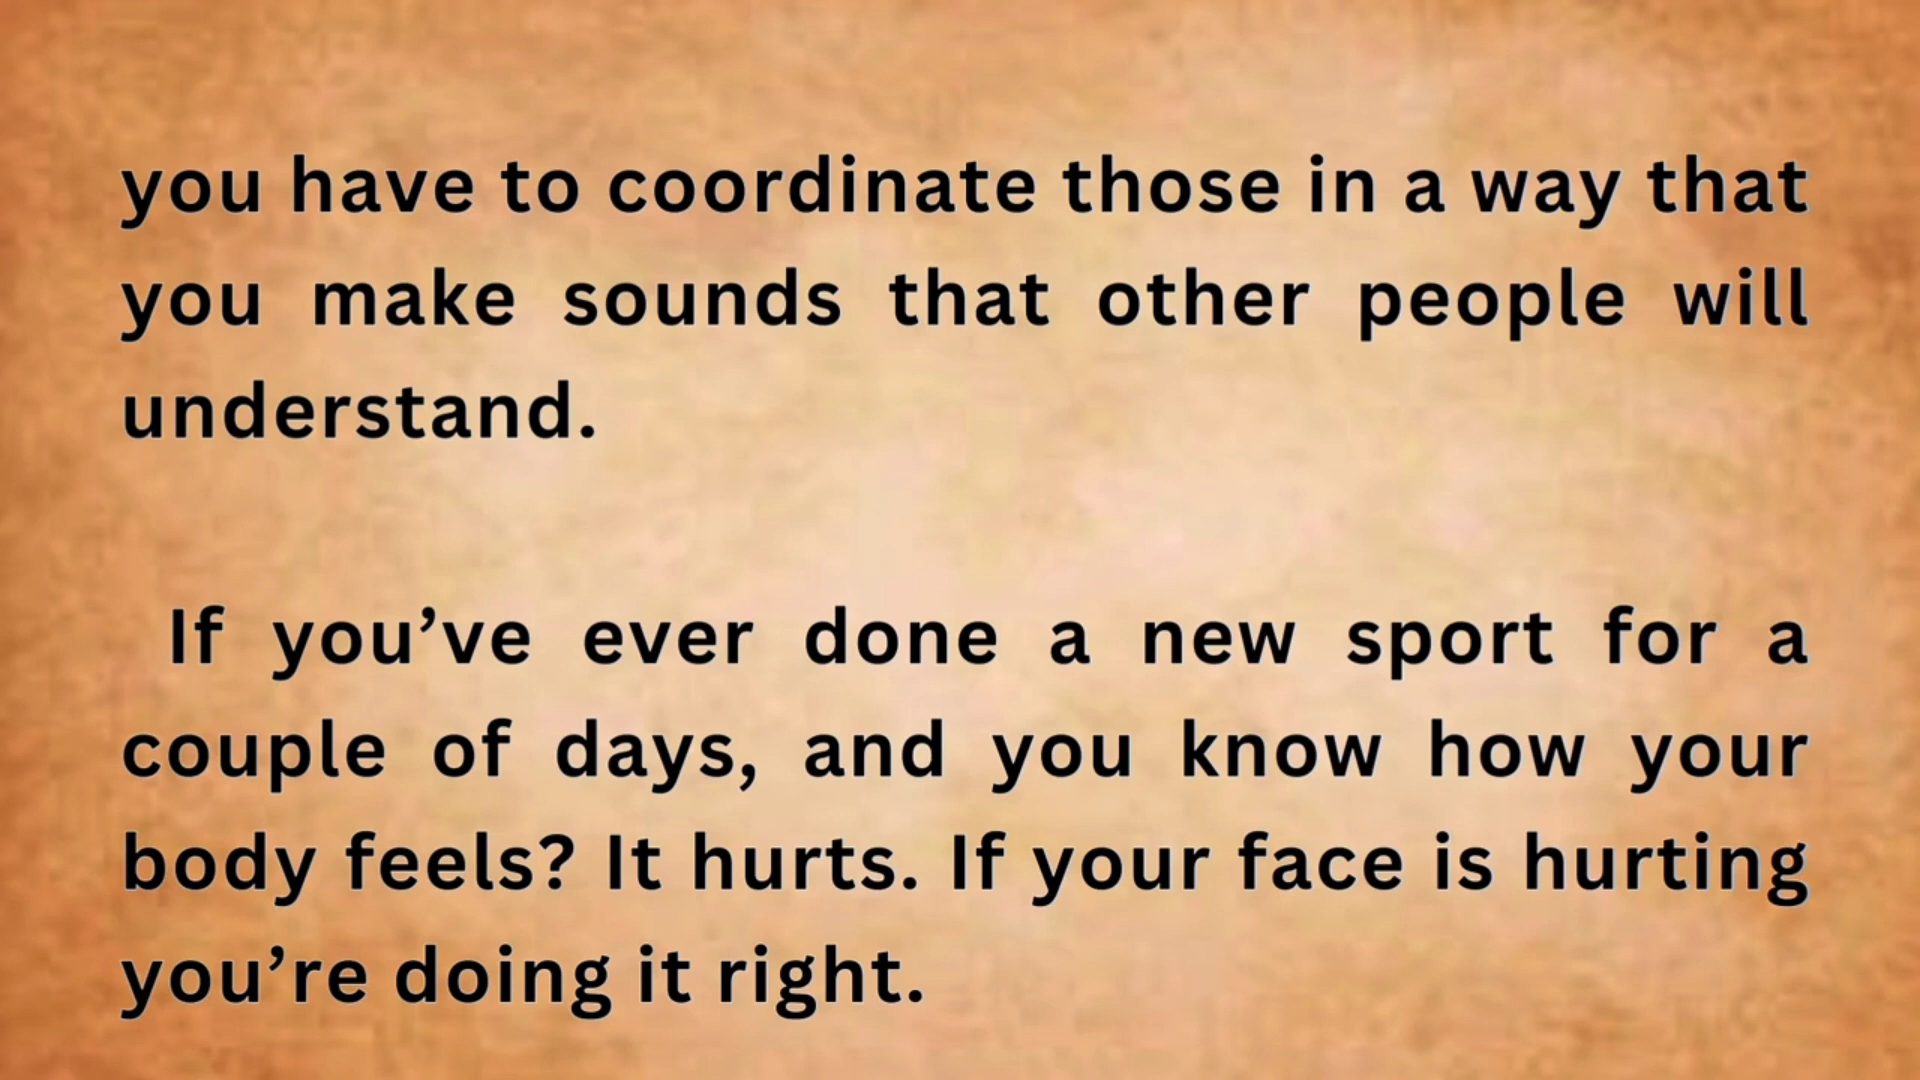 you have to coordinate those in a way that
you make sounds that other people will
understand.
If you’ve ever done a new sport for a
couple of days, and you know how your
body feels? It hurts. If your face is hurting
you’re doing it right.